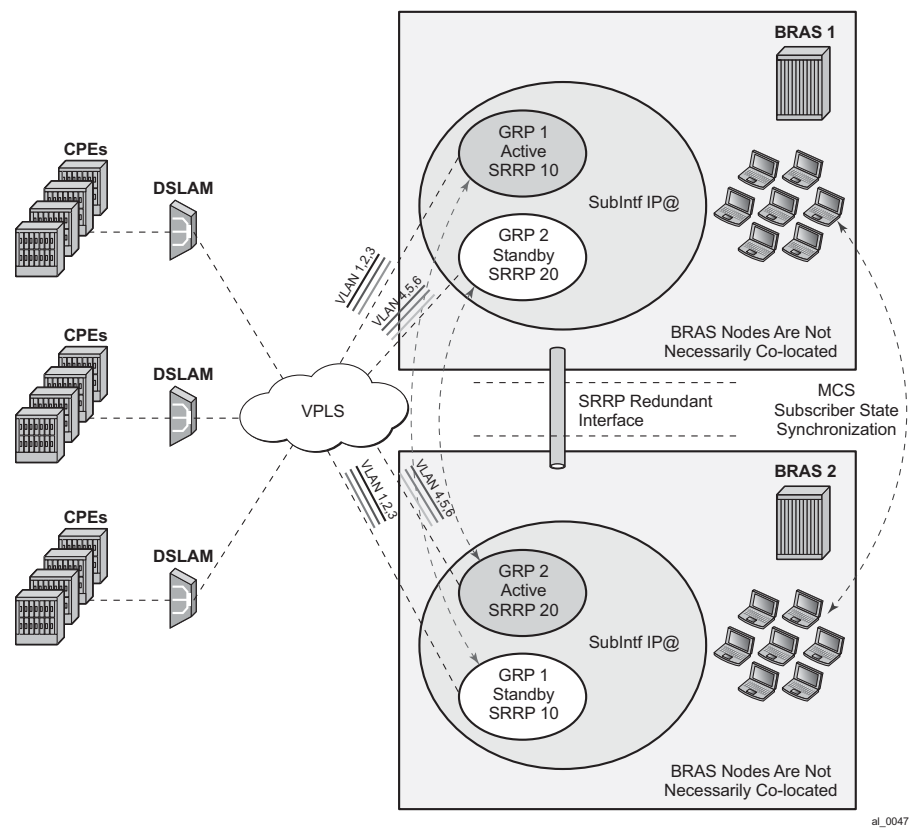 BRAS 1
GRP 1
Active
SRRP 10
SubIntf IP@
GRP 2
Standby
SRRP 20
BRAS Nodes Are Not
Necessarily Co-located
CPEs
DSLAM
VLAN 1,2,3
VLAN 4,5,6
CPEs
DSLAM
VPLS
SRRP Redundant
Interface
MCS
Subscriber State
Synchronization
CPEs
DSLAM
VLAN 1,2,3
VLAN 4,5,6
BRAS 2
GRP 2
Active
SRRP 20
SubIntf IP@
GRP 1
Standby
SRRP 10
BRAS Nodes Are Not
Necessarily Co-located
al_0047